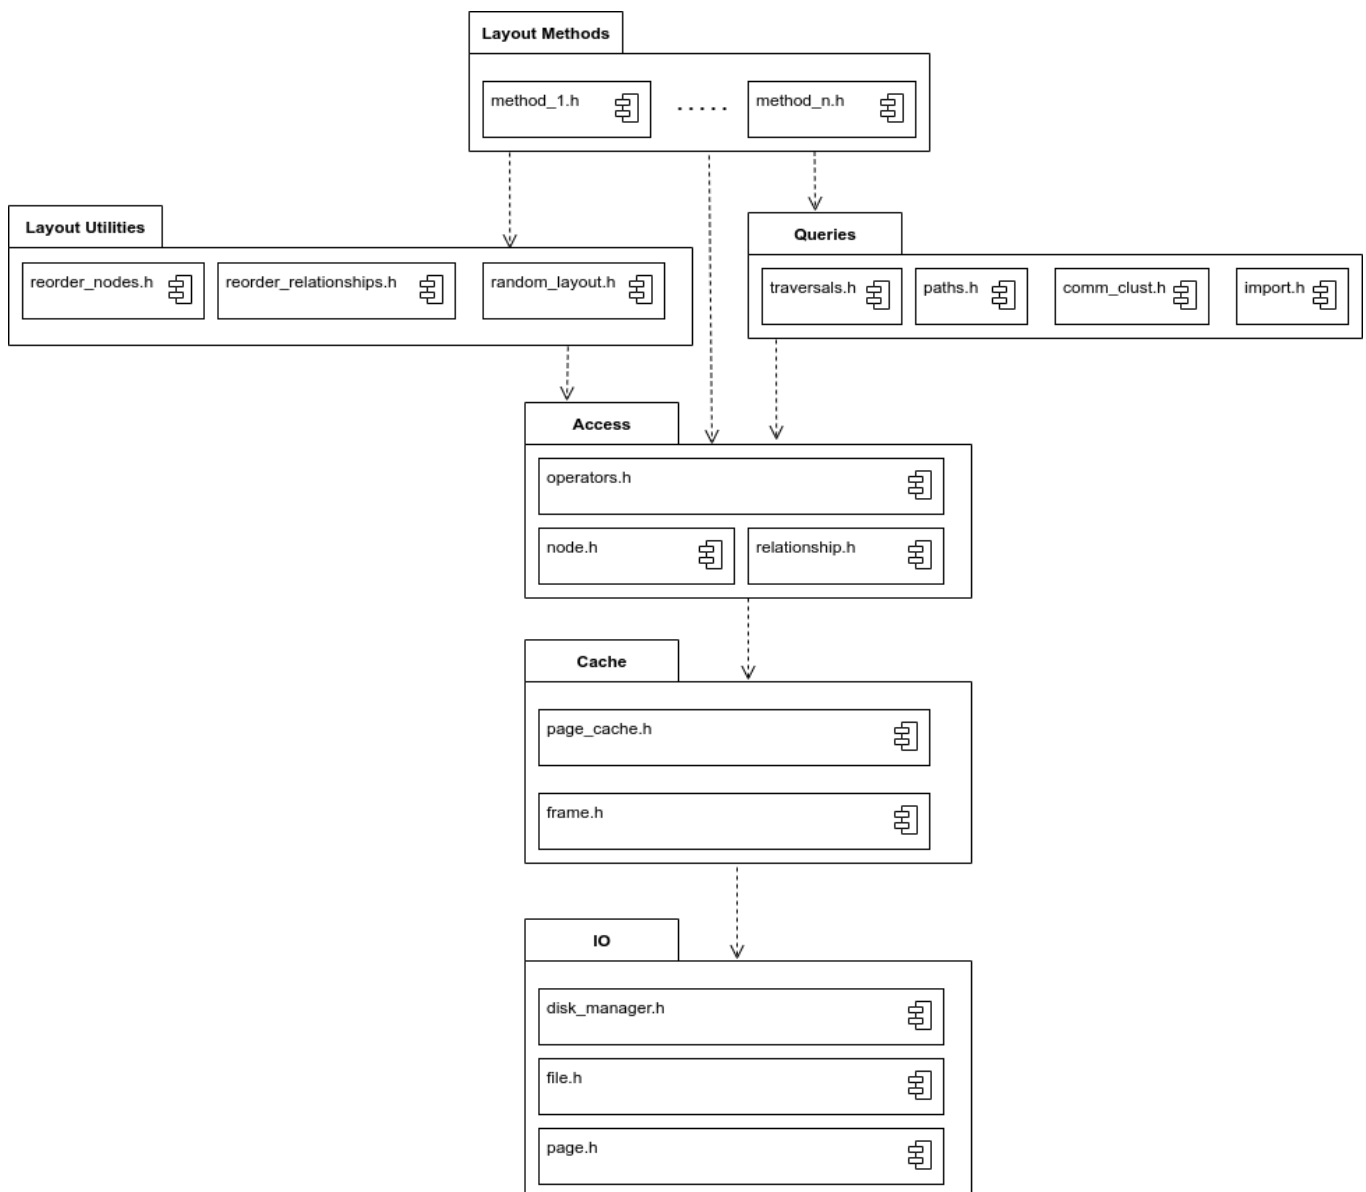 Layout Methods
method_1.h
.....
method_n.h
Layout Utilities
reorder_nodes.h
reorder_relationships.h
random_layout.h
Queries
traversals.h
paths.h
comm_clust.h
import.h
Access
operators.h
node.h
relationship.h
Cache
page_cache.h
frame.h
IO
disk_manager.h
file.h
page.h